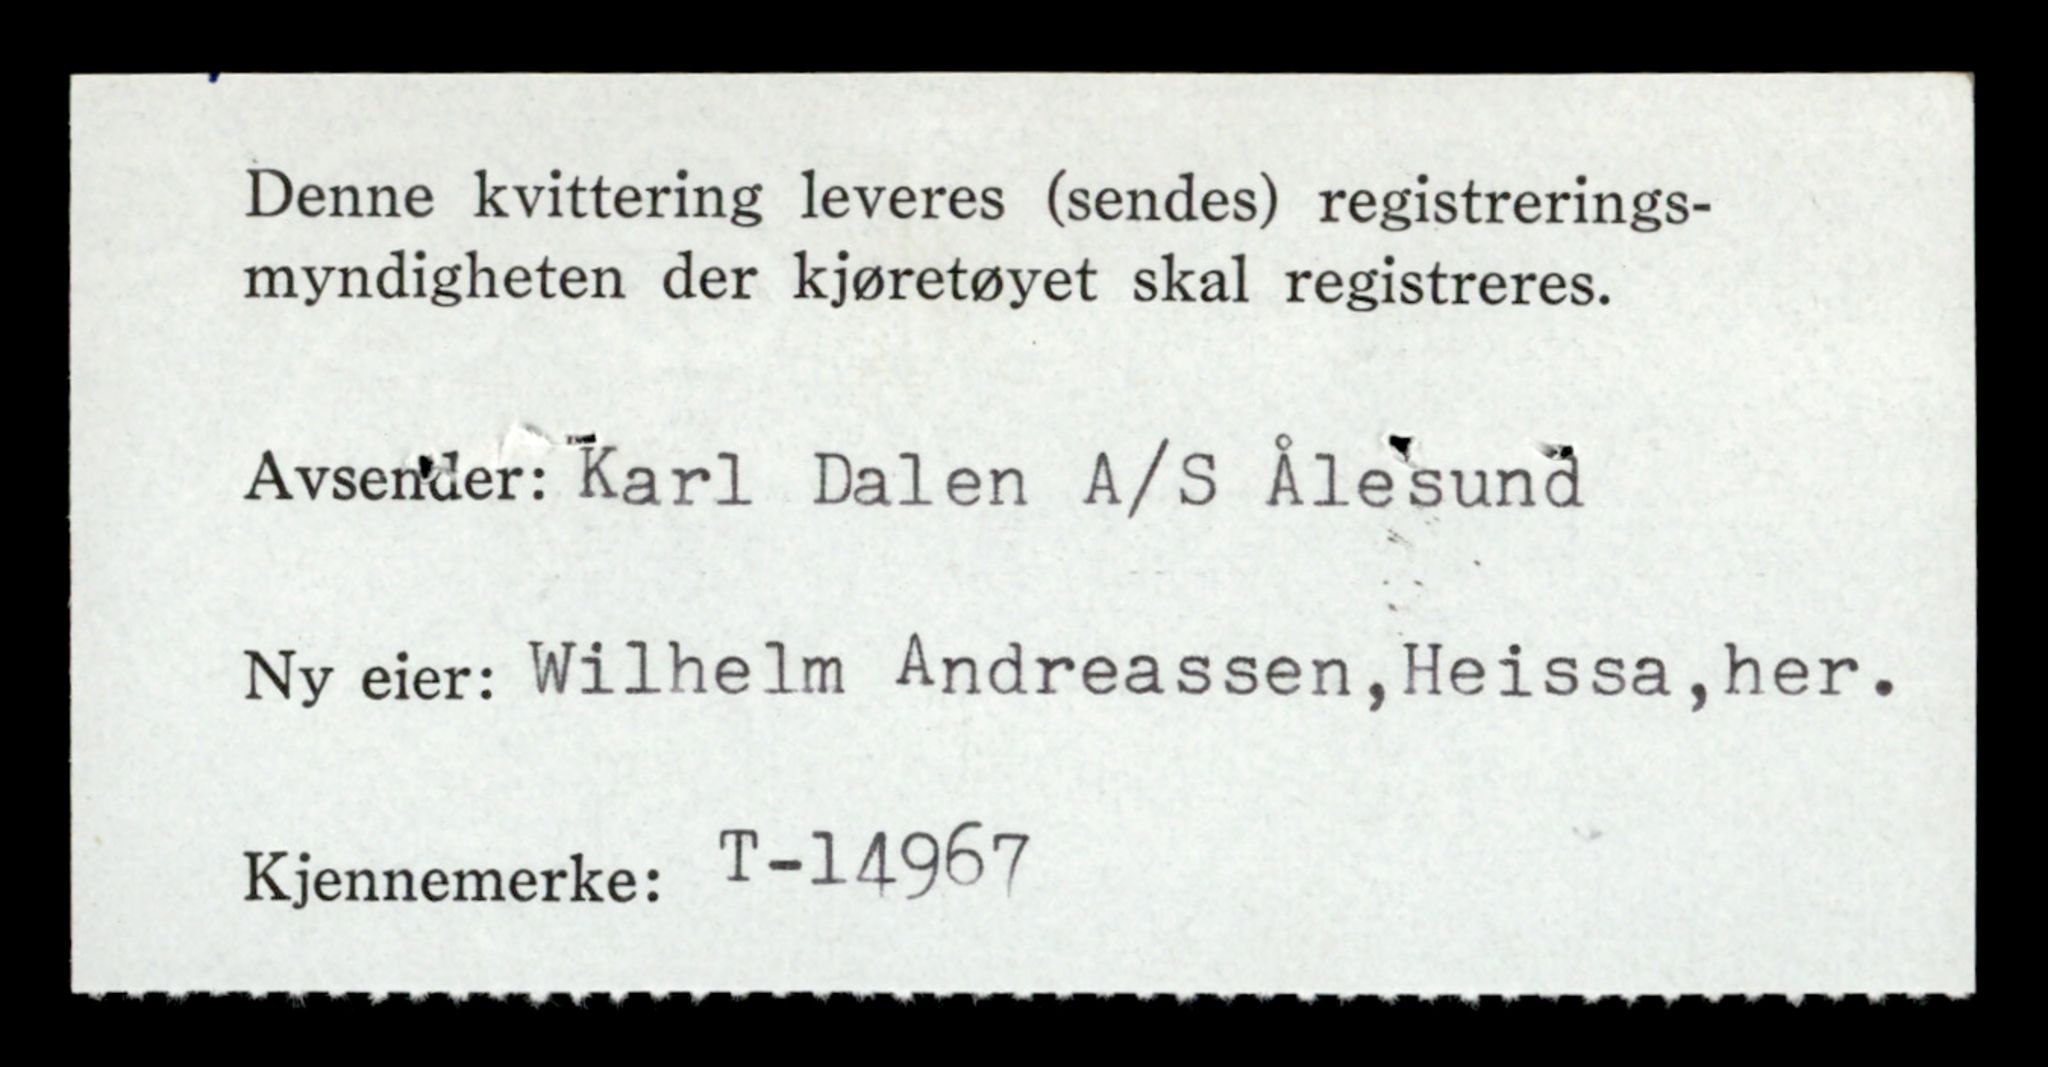 Denne kvittering leveres (sendes) registrerings-
myndigheten der kjøretøyet skal registreres.
Avsender: Karl Dalen A/S Ålesund
Ny eier: Wilhelm Andreassen,Heissa,her.
Kjennemerke: T-14967